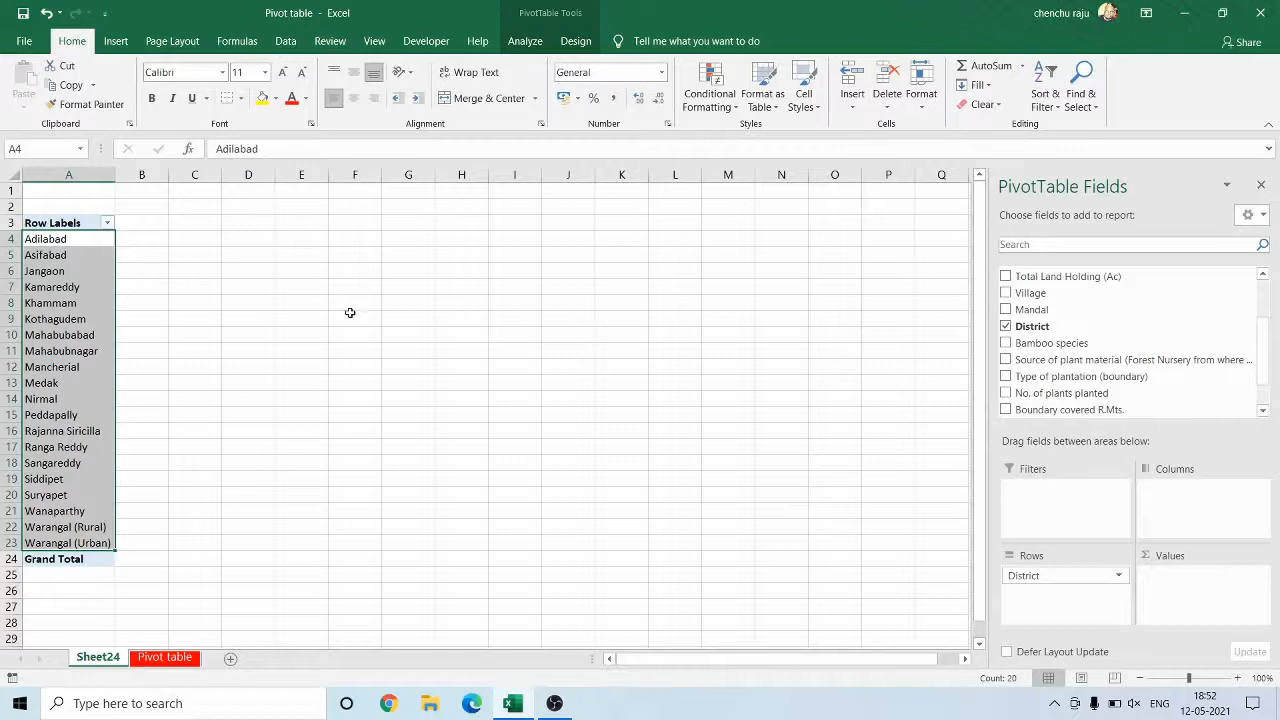 Pivot table - Excel
PivotTable Tools
chenchu raju
File Home Insert Page Layout Formulas Data Review View Developer Help Analyze Design Tell me what you want to do Share
Paste
Cut
Copy
Format Painter
Clipboard
Calibri 11
B I U
Font
Wrap Text
Merge & Center
Alignment
General
Number
Conditional Formatting
Format as Table
Cell Styles
Styles
Insert Delete Format
Cells
AutoSum
Fill
Clear
Sort & Filter
Find & Select
Editing
A4 fx Adilabad
A B C D E F G H I J K L M N O P Q
1
2
3 Row Labels
4 Adilabad
5 Asifabad
6 Jangaon
7 Kamareddy
8 Khammam
9 Kothagudem
10 Mahabubabad
11 Mahabubnagar
12 Mancherial
13 Medak
14 Nirmal
15 Peddapally
16 Rajanna Siricilla
17 Ranga Reddy
18 Sangareddy
19 Siddipet
20 Suryapet
21 Wanaparthy
22 Warangal (Rural)
23 Warangal (Urban)
24 Grand Total
25
26
27
28
29
PivotTable Fields
Choose fields to add to report:
Search
Total Land Holding (Ac)
Village
Mandal
District
Bamboo species
Source of plant material (Forest Nursery from where ...
Type of plantation (boundary)
No. of plants planted
Boundary covered R.Mts.
Drag fields between areas below:
Filters
Columns
Rows
Values
District
Defer Layout Update
Update
Sheet24 Pivot table
Count: 20
100%
Type here to search
18:52
12-05-2021